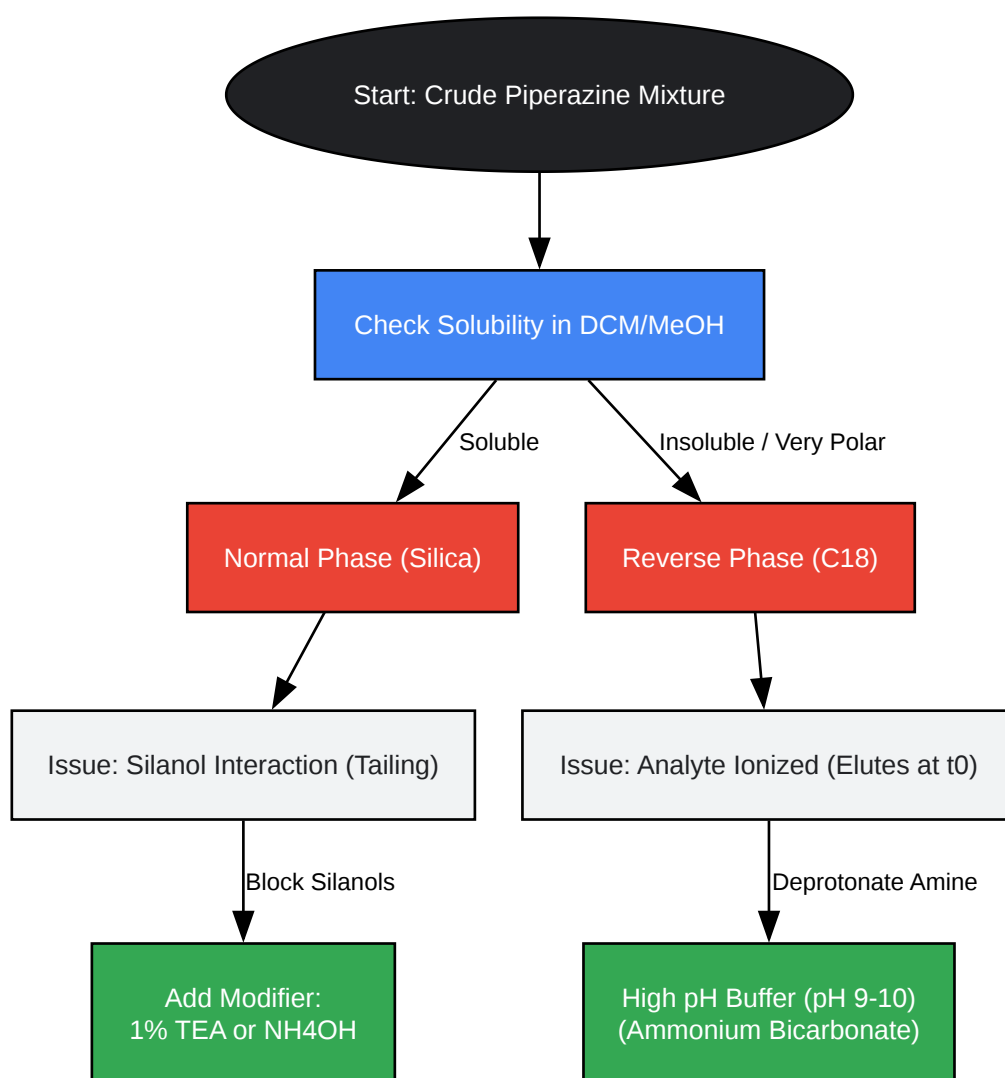 Start: Crude Piperazine Mixture
Check Solubility in DCM/MeOH
Soluble
Insoluble / Very Polar
Normal Phase (Silica)
Reverse Phase (C18)
Issue: Silanol Interaction (Tailing)
Issue: Analyte Ionized (Elutes at t0)
Block Silanols
Deprotonate Amine
Add Modifier:
1% TEA or NH4OH
High pH Buffer (pH 9-10)
(Ammonium Bicarbonate)